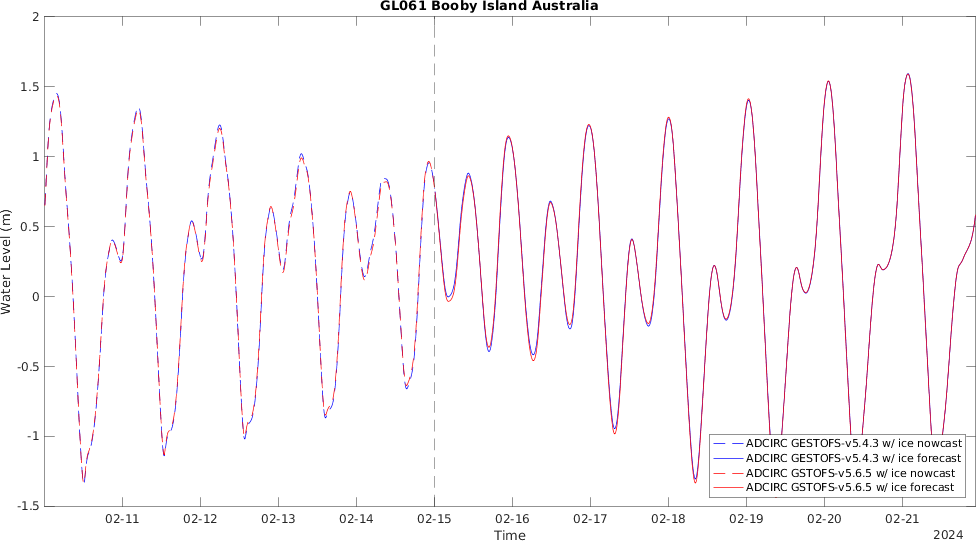 GL061 Booby Island Australia
2
1.5
1
0.5
0
-0.5
-1
-1.5
Water Level (m)
ADCIRC GESTOFS-v5.4.3 w/ ice nowcast
ADCIRC GESTOFS-v5.4.3 w/ ice forecast
ADCIRC GSTOFS-v5.6.5 w/ ice nowcast
ADCIRC GSTOFS-v5.6.5 w/ ice forecast
02-11 02-12 02-13 02-14 02-15 02-16 02-17 02-18 02-19 02-20 02-21
Time
2024